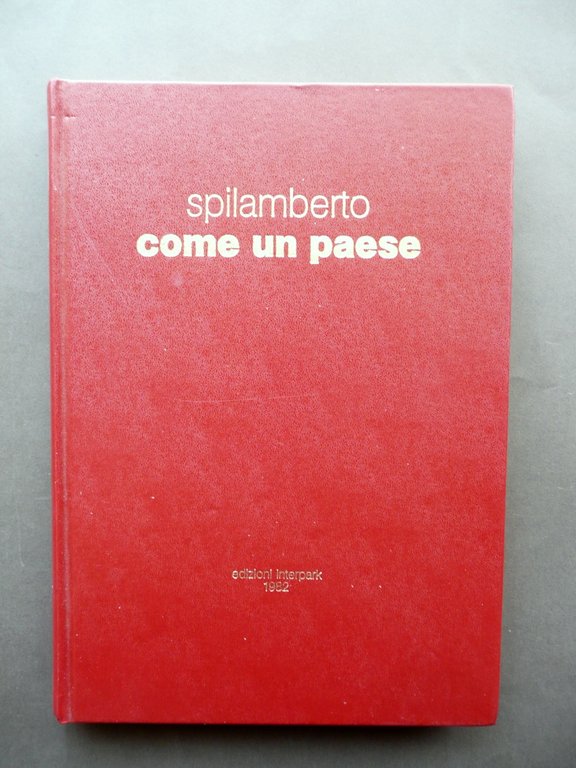 spilamberto
come un paese
edizioni interpark
1982